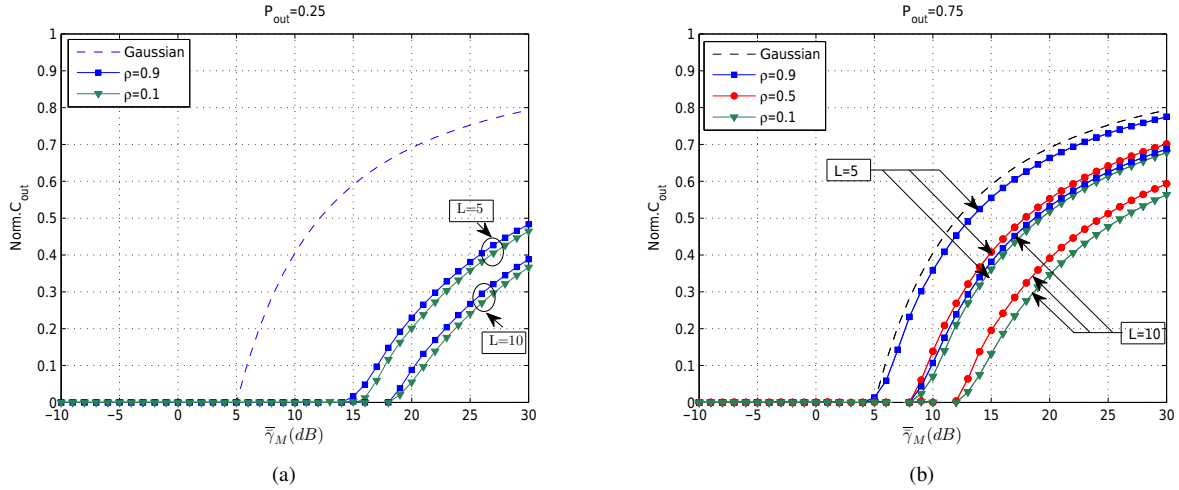 P_out=0.25
Gaussian
ρ=0.9
ρ=0.1
1
0.9
0.8
0.7
0.6
0.5
0.4
0.3
0.2
0.1
0
Norm.C_out
L=5
L=10
−10 −5 0 5 10 15 20 25 30
\overline{\overline{γ}}_M(dB)
(a)
P_out=0.75
Gaussian
ρ=0.9
ρ=0.5
ρ=0.1
1
0.9
0.8
0.7
0.6
0.5
0.4
0.3
0.2
0.1
0
Norm.C_out
L=5
L=10
−10 −5 0 5 10 15 20 25 30
\overline{\overline{γ}}_M(dB)
(b)